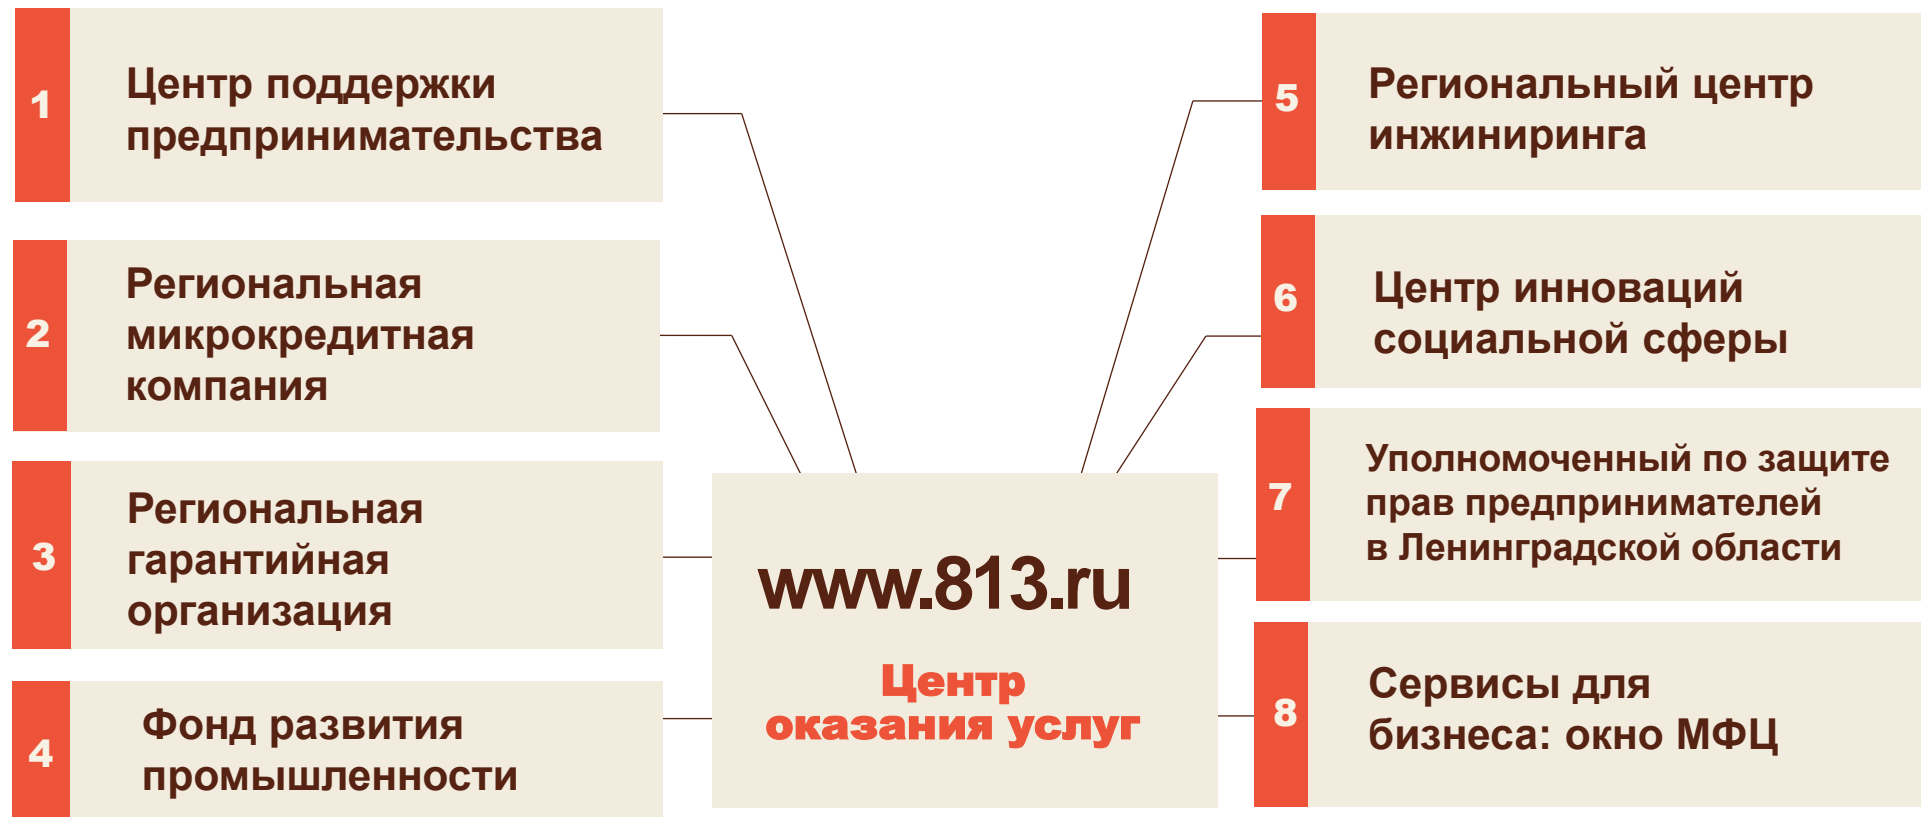 1
Центр поддержки
предпринимательства
2
Региональная
микрокредитная
компания
3
Региональная
гарантийная
организация
4
Фонд развития
промышленности
www.813.ru
Центр
оказания услуг
5
Региональный центр
инжиниринга
6
Центр инноваций
социальной сферы
7
Уполномоченный по защите
прав предпринимателей
в Ленинградской области
8
Сервисы для
бизнеса: окно МФЦ